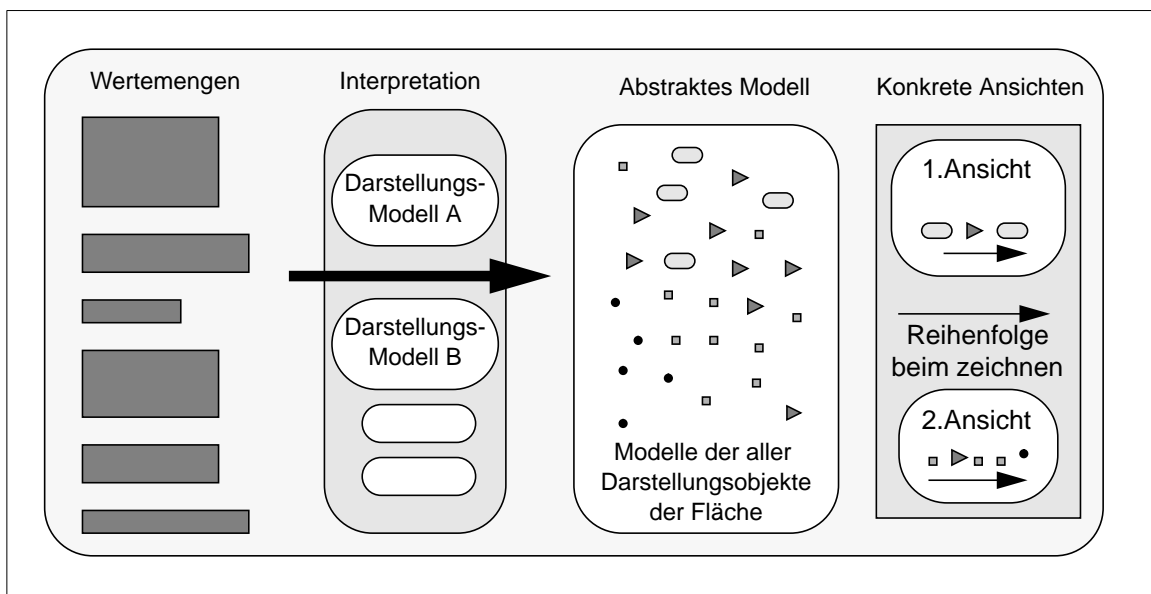 Wertemengen
Interpretation
Abstraktes Modell
Konkrete Ansichten
Darstellungs-
Modell A
Darstellungs-
Modell B
Modelle der aller
Darstellungsobjekte
der Fläche
1.Ansicht
Reihenfolge
beim zeichnen
2.Ansicht